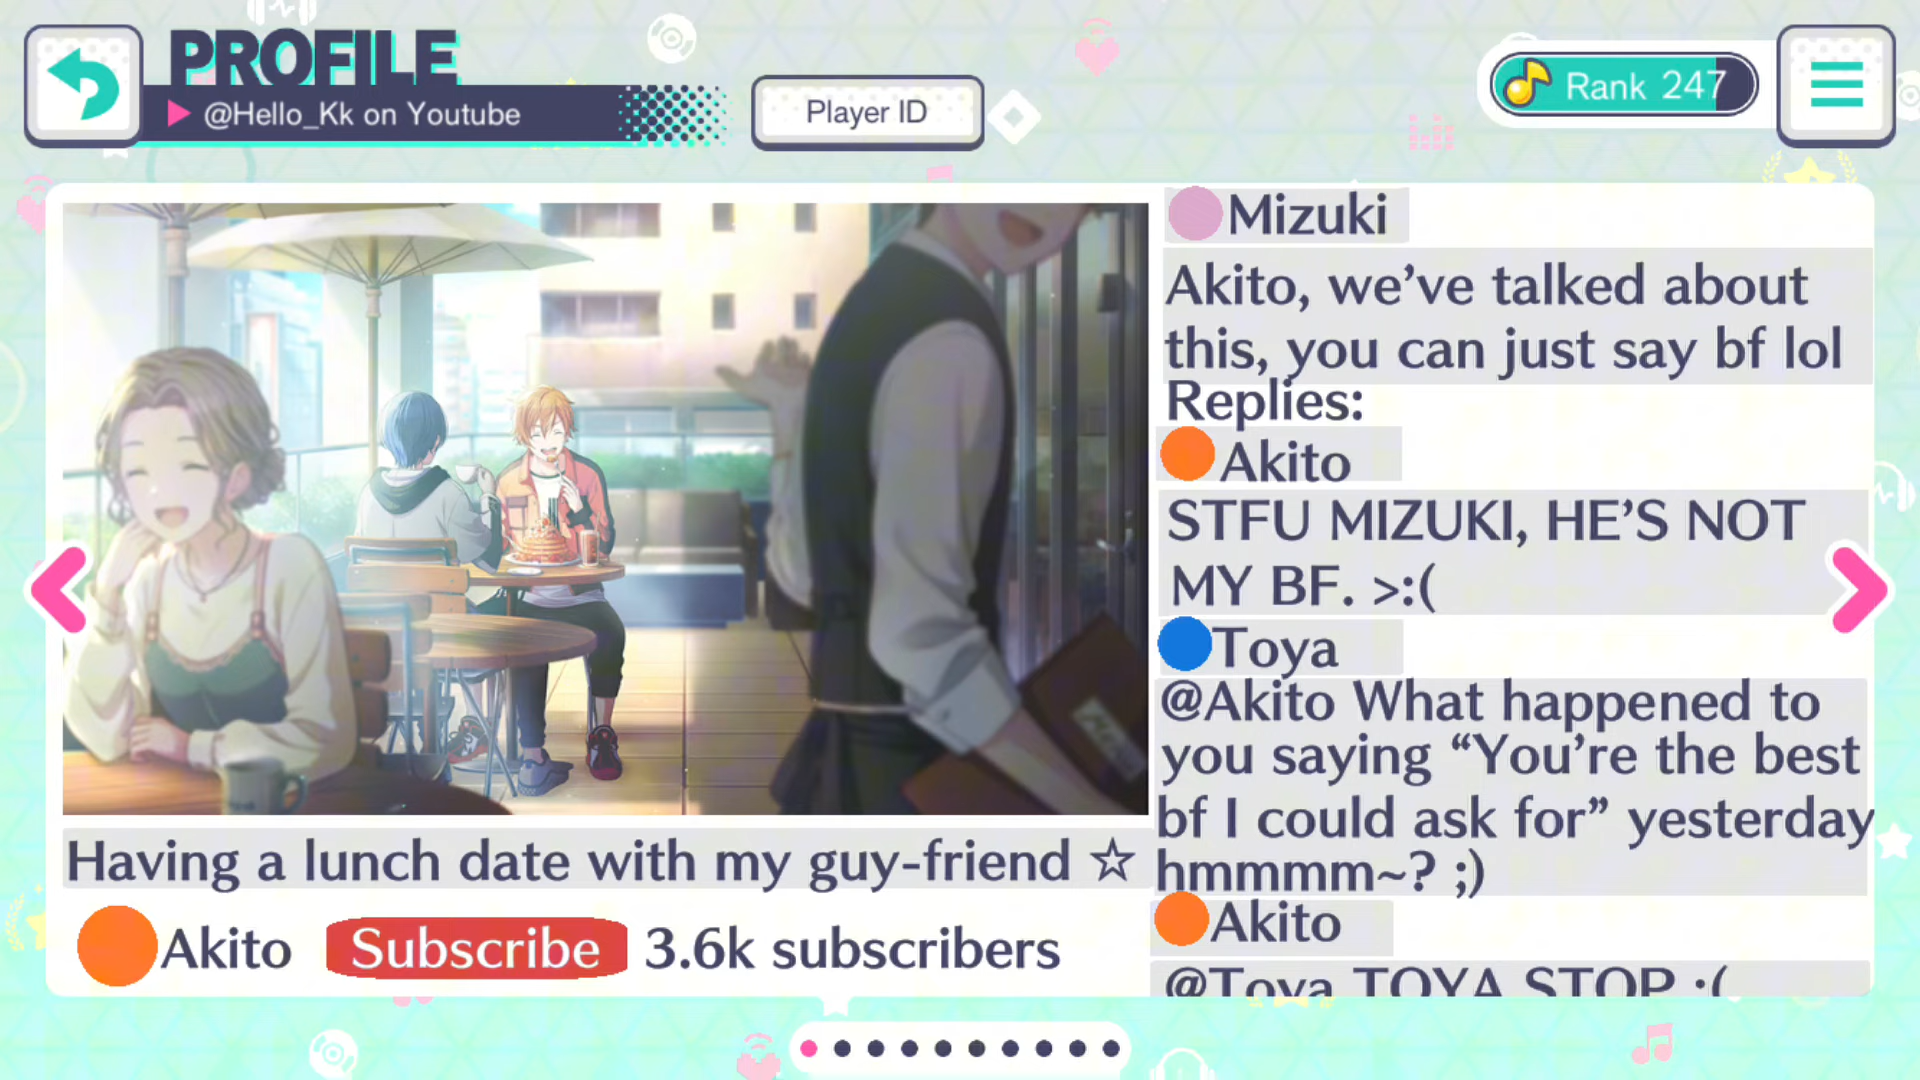 PROFILE
@Hello_Kk on Youtube
Player ID
Rank 247
Having a lunch date with my guy-friend ☆
Akito
Subscribe
3.6k subscribers
Mizuki
Akito, we’ve talked about
this, you can just say bf lol
Replies:
Akito
STFU MIZUKI, HE’S NOT
MY BF. >:(
Toya
@Akito What happened to
you saying “You’re the best
bf I could ask for” yesterday
hmmmm~? ;)
Akito
@Toya TOYA STOP :(